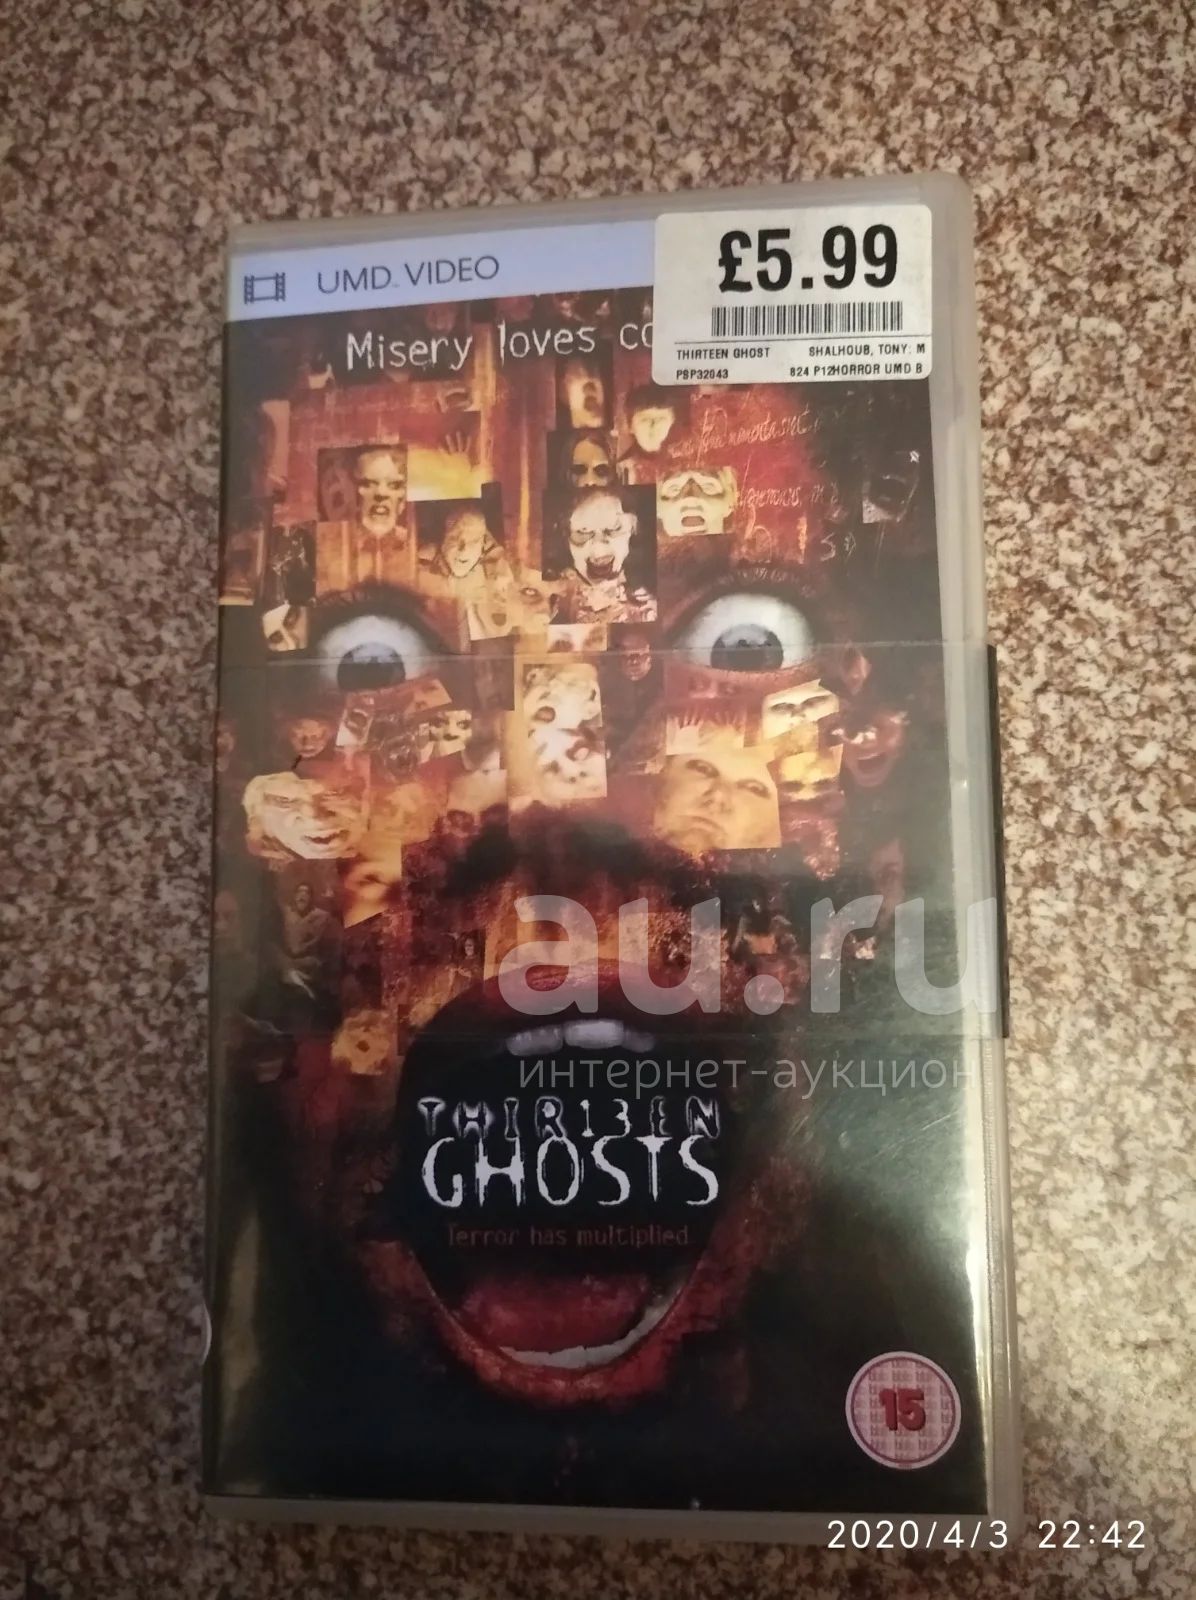 £5.99
UMD VIDEO
THIRTEEN GHOST SHALHOUB, TONY: M
PSP32043 824 P12HORROR UMD B
Misery loves co
au.ru
интернет-аукцион
THIR13EN
GHOSTS
Terror has multiplied
15
2020/4/3 22:42